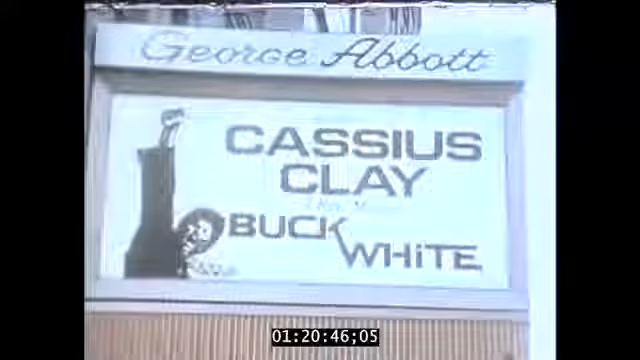 George Abbott
CASSIUS
CLAY
BUCK
WHiTE
01:20:46;05